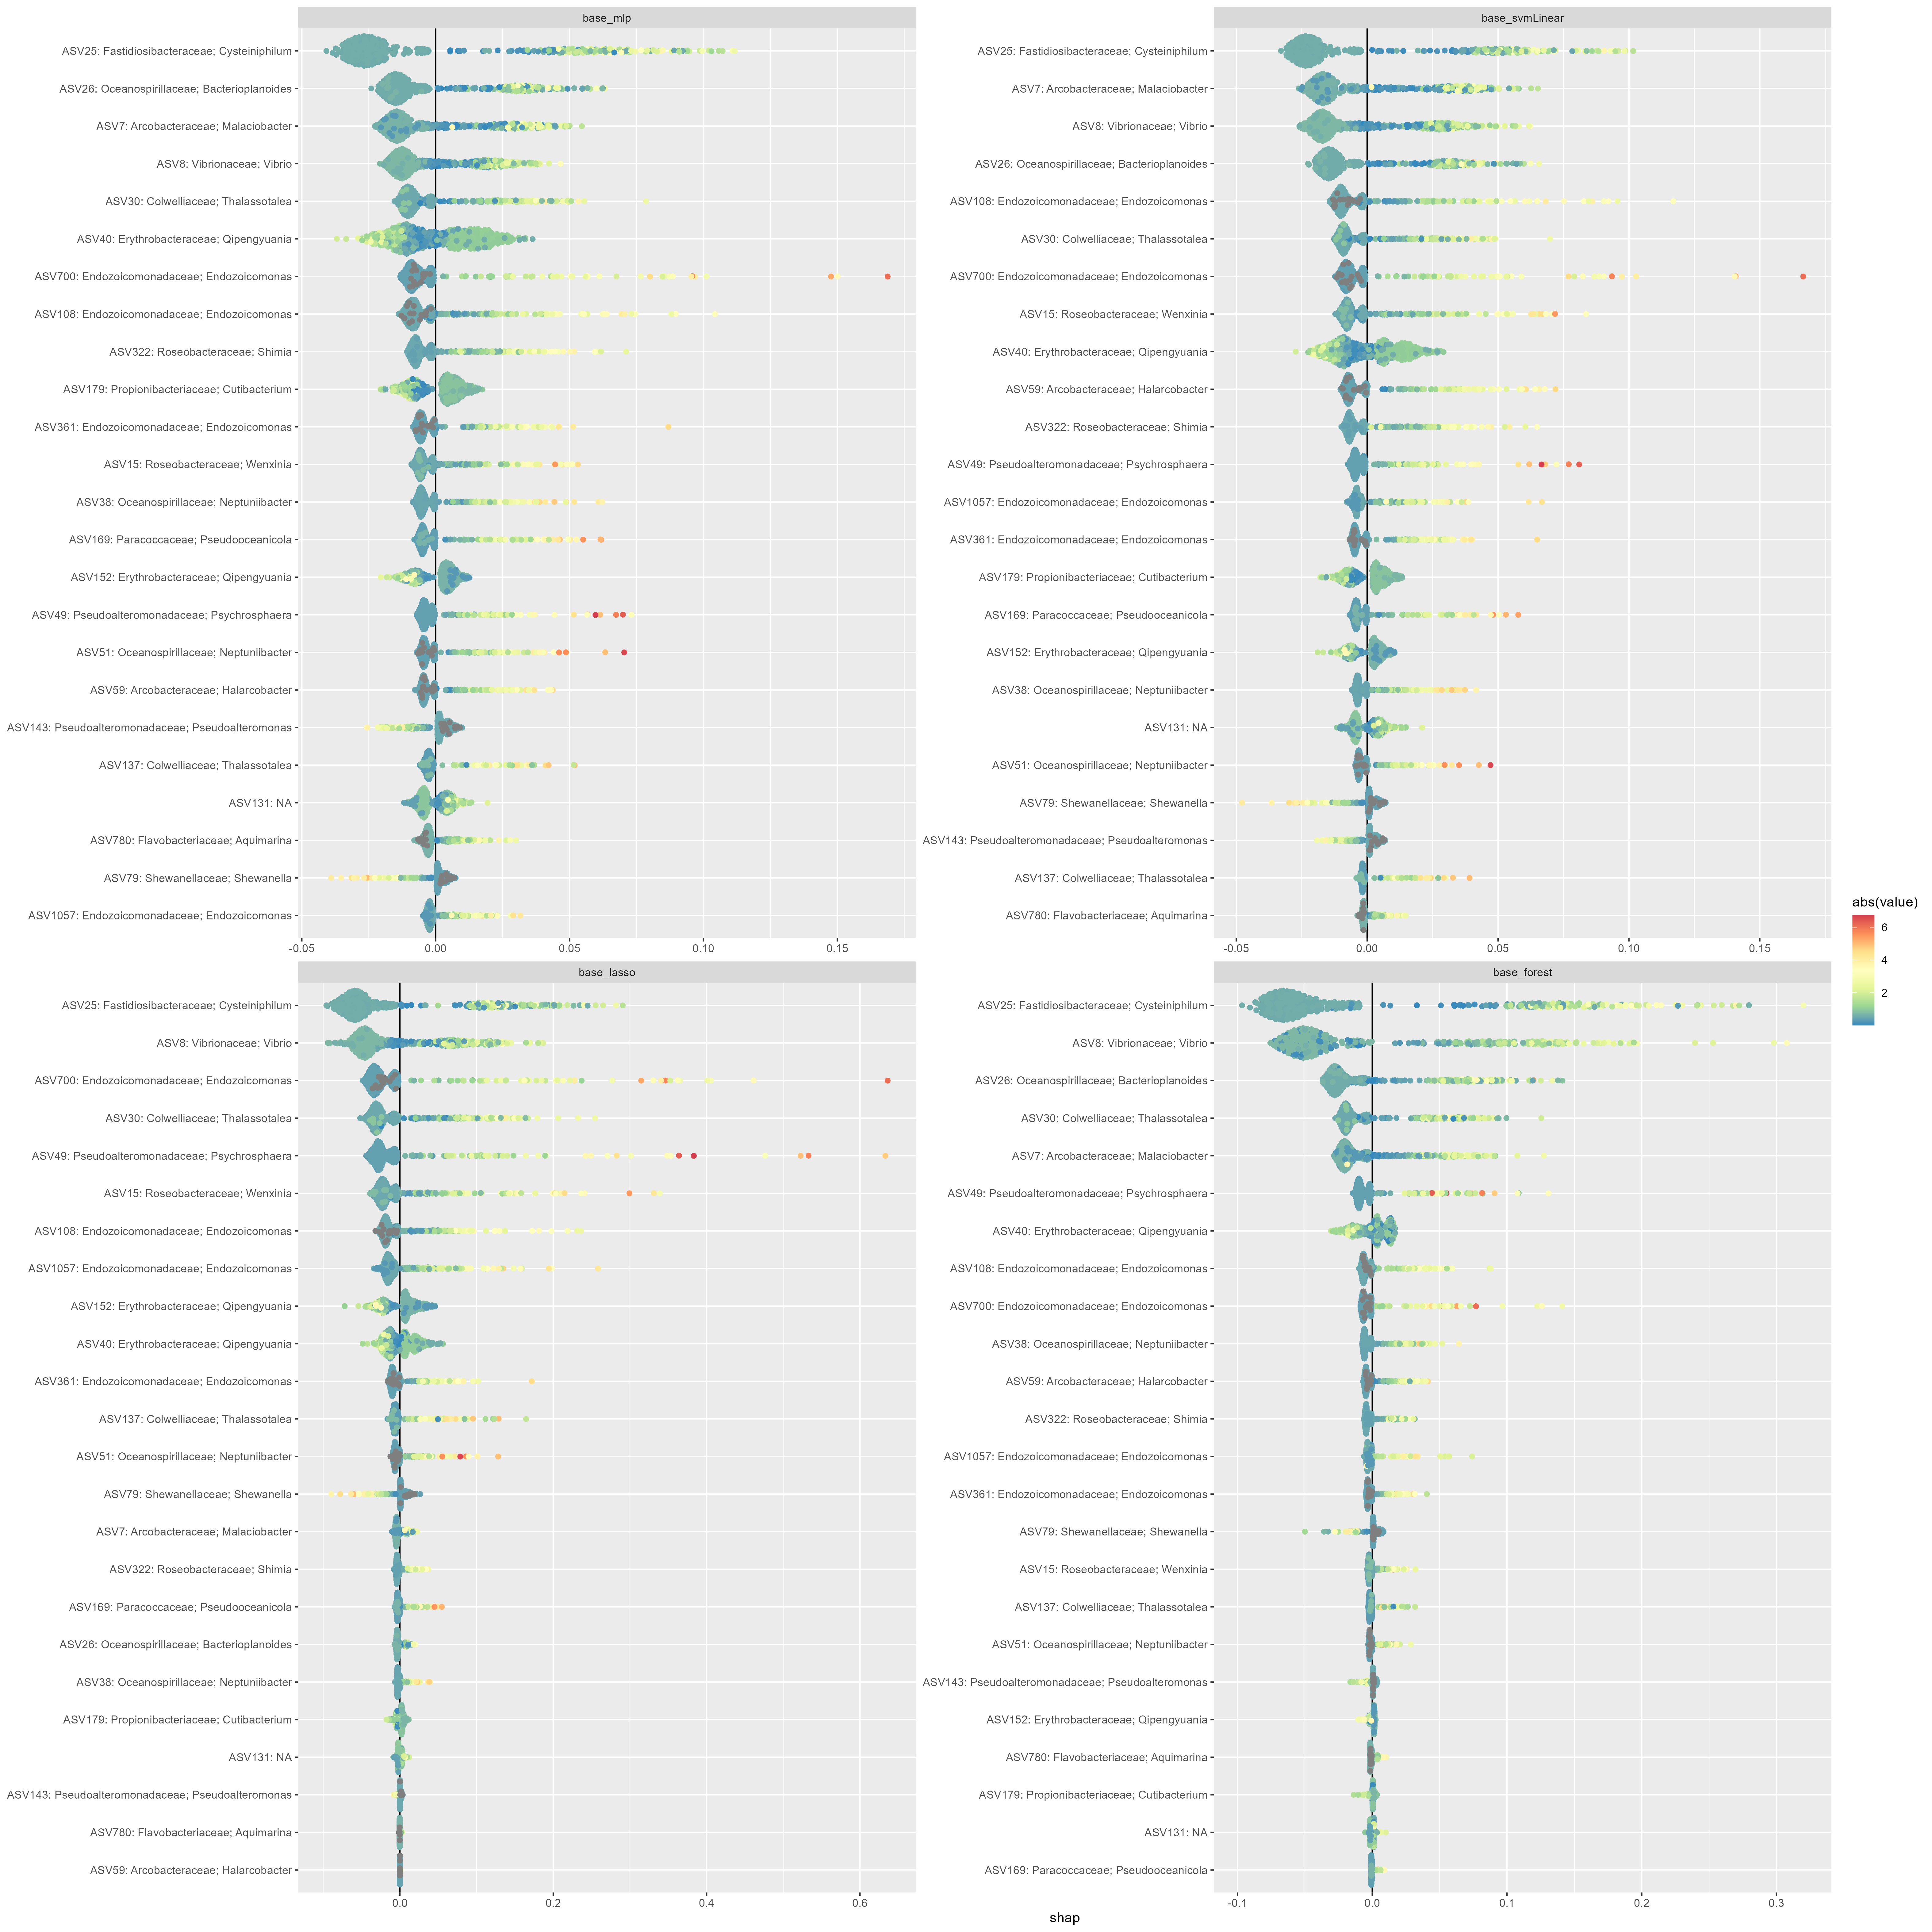 base_mlp
ASV25: Fastidiosibacteraceae; Cysteiniphilum
ASV26: Oceanospirillaceae; Bacterioplanoides
ASV7: Arcobacteraceae; Malaciobacter
ASV8: Vibrionaceae; Vibrio
ASV30: Colwelliaceae; Thalassotalea
ASV40: Erythrobacteraceae; Qipengyuania
ASV700: Endozoicomonadaceae; Endozoicomonas
ASV108: Endozoicomonadaceae; Endozoicomonas
ASV322: Roseobacteraceae; Shimia
ASV179: Propionibacteriaceae; Cutibacterium
ASV361: Endozoicomonadaceae; Endozoicomonas
ASV15: Roseobacteraceae; Wenxinia
ASV38: Oceanospirillaceae; Neptuniibacter
ASV169: Paracoccaceae; Pseudooceanicola
ASV152: Erythrobacteraceae; Qipengyuania
ASV49: Pseudoalteromonadaceae; Psychrosphaera
ASV51: Oceanospirillaceae; Neptuniibacter
ASV59: Arcobacteraceae; Halarcobacter
ASV143: Pseudoalteromonadaceae; Pseudoalteromonas
ASV137: Colwelliaceae; Thalassotalea
ASV131: NA
ASV780: Flavobacteriaceae; Aquimarina
ASV79: Shewanellaceae; Shewanella
ASV1057: Endozoicomonadaceae; Endozoicomonas
-0.05 0.00 0.05 0.10 0.15
base_svmLinear
ASV25: Fastidiosibacteraceae; Cysteiniphilum
ASV7: Arcobacteraceae; Malaciobacter
ASV8: Vibrionaceae; Vibrio
ASV26: Oceanospirillaceae; Bacterioplanoides
ASV108: Endozoicomonadaceae; Endozoicomonas
ASV30: Colwelliaceae; Thalassotalea
ASV700: Endozoicomonadaceae; Endozoicomonas
ASV15: Roseobacteraceae; Wenxinia
ASV40: Erythrobacteraceae; Qipengyuania
ASV59: Arcobacteraceae; Halarcobacter
ASV322: Roseobacteraceae; Shimia
ASV49: Pseudoalteromonadaceae; Psychrosphaera
ASV1057: Endozoicomonadaceae; Endozoicomonas
ASV361: Endozoicomonadaceae; Endozoicomonas
ASV179: Propionibacteriaceae; Cutibacterium
ASV169: Paracoccaceae; Pseudooceanicola
ASV152: Erythrobacteraceae; Qipengyuania
ASV38: Oceanospirillaceae; Neptuniibacter
ASV131: NA
ASV51: Oceanospirillaceae; Neptuniibacter
ASV79: Shewanellaceae; Shewanella
ASV143: Pseudoalteromonadaceae; Pseudoalteromonas
ASV137: Colwelliaceae; Thalassotalea
ASV780: Flavobacteriaceae; Aquimarina
-0.05 0.00 0.05 0.10 0.15
base_lasso
ASV25: Fastidiosibacteraceae; Cysteiniphilum
ASV8: Vibrionaceae; Vibrio
ASV700: Endozoicomonadaceae; Endozoicomonas
ASV30: Colwelliaceae; Thalassotalea
ASV49: Pseudoalteromonadaceae; Psychrosphaera
ASV15: Roseobacteraceae; Wenxinia
ASV108: Endozoicomonadaceae; Endozoicomonas
ASV1057: Endozoicomonadaceae; Endozoicomonas
ASV152: Erythrobacteraceae; Qipengyuania
ASV40: Erythrobacteraceae; Qipengyuania
ASV361: Endozoicomonadaceae; Endozoicomonas
ASV137: Colwelliaceae; Thalassotalea
ASV51: Oceanospirillaceae; Neptuniibacter
ASV79: Shewanellaceae; Shewanella
ASV7: Arcobacteraceae; Malaciobacter
ASV322: Roseobacteraceae; Shimia
ASV169: Paracoccaceae; Pseudooceanicola
ASV26: Oceanospirillaceae; Bacterioplanoides
ASV38: Oceanospirillaceae; Neptuniibacter
ASV179: Propionibacteriaceae; Cutibacterium
ASV131: NA
ASV143: Pseudoalteromonadaceae; Pseudoalteromonas
ASV780: Flavobacteriaceae; Aquimarina
ASV59: Arcobacteraceae; Halarcobacter
0.0 0.2 0.4 0.6
base_forest
ASV25: Fastidiosibacteraceae; Cysteiniphilum
ASV8: Vibrionaceae; Vibrio
ASV26: Oceanospirillaceae; Bacterioplanoides
ASV30: Colwelliaceae; Thalassotalea
ASV7: Arcobacteraceae; Malaciobacter
ASV49: Pseudoalteromonadaceae; Psychrosphaera
ASV40: Erythrobacteraceae; Qipengyuania
ASV108: Endozoicomonadaceae; Endozoicomonas
ASV700: Endozoicomonadaceae; Endozoicomonas
ASV38: Oceanospirillaceae; Neptuniibacter
ASV59: Arcobacteraceae; Halarcobacter
ASV322: Roseobacteraceae; Shimia
ASV1057: Endozoicomonadaceae; Endozoicomonas
ASV361: Endozoicomonadaceae; Endozoicomonas
ASV79: Shewanellaceae; Shewanella
ASV15: Roseobacteraceae; Wenxinia
ASV137: Colwelliaceae; Thalassotalea
ASV51: Oceanospirillaceae; Neptuniibacter
ASV143: Pseudoalteromonadaceae; Pseudoalteromonas
ASV152: Erythrobacteraceae; Qipengyuania
ASV780: Flavobacteriaceae; Aquimarina
ASV179: Propionibacteriaceae; Cutibacterium
ASV131: NA
ASV169: Paracoccaceae; Pseudooceanicola
-0.1 0.0 0.1 0.2 0.3
shap
abs(value)
6
4
2